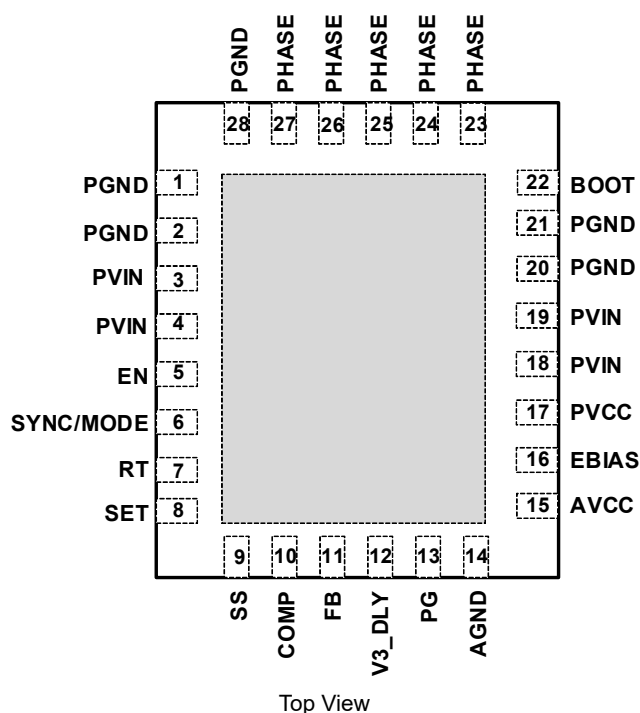 PGND
PHASE
PHASE
PHASE
PHASE
PHASE
28
27
26
25
24
23
PGND 1
PGND 2
PVIN 3
PVIN 4
EN 5
SYNC/MODE 6
RT 7
SET 8
22 BOOT
21 PGND
20 PGND
19 PVIN
18 PVIN
17 PVCC
16 EBIAS
15 AVCC
9
10
11
12
13
14
SS
COMP
FB
V3_DLY
PG
AGND
Top View